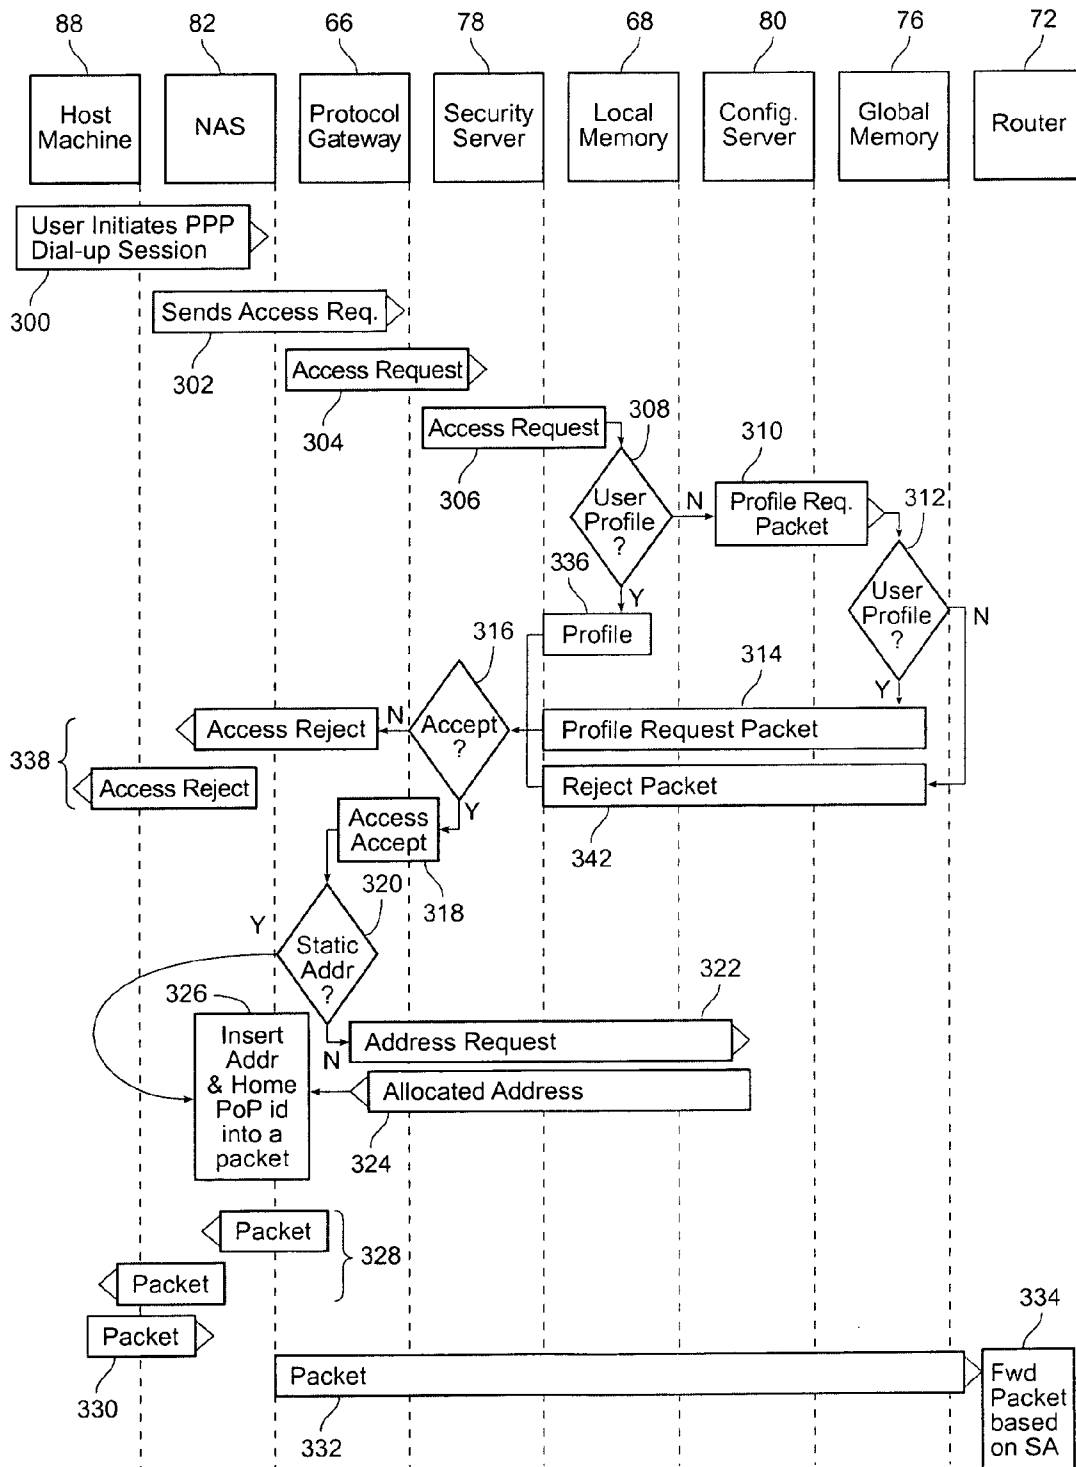 88 82 66 78 68 80 76 72
Host
Machine
NAS
Protocol
Gateway
Security
Server
Local
Memory
Config.
Server
Global
Memory
Router
User Initiates PPP
Dial-up Session
300
Sends Access Req.
302
Access Request
304
Access Request
306
308
User
Profile
?
N
Y
310
Profile Req.
Packet
312
User
Profile
?
N
Y
336
Profile
316
Accept
?
N
Y
314
Profile Request Packet
Reject Packet
342
338
Access Reject
Access Reject
Access
Accept
318
320
Static
Addr
?
Y
N
322
Address Request
Allocated Address
324
326
Insert
Addr
& Home
PoP id
into a
packet
Packet
328
Packet
Packet
330
Packet
332
334
Fwd
Packet
based
on SA